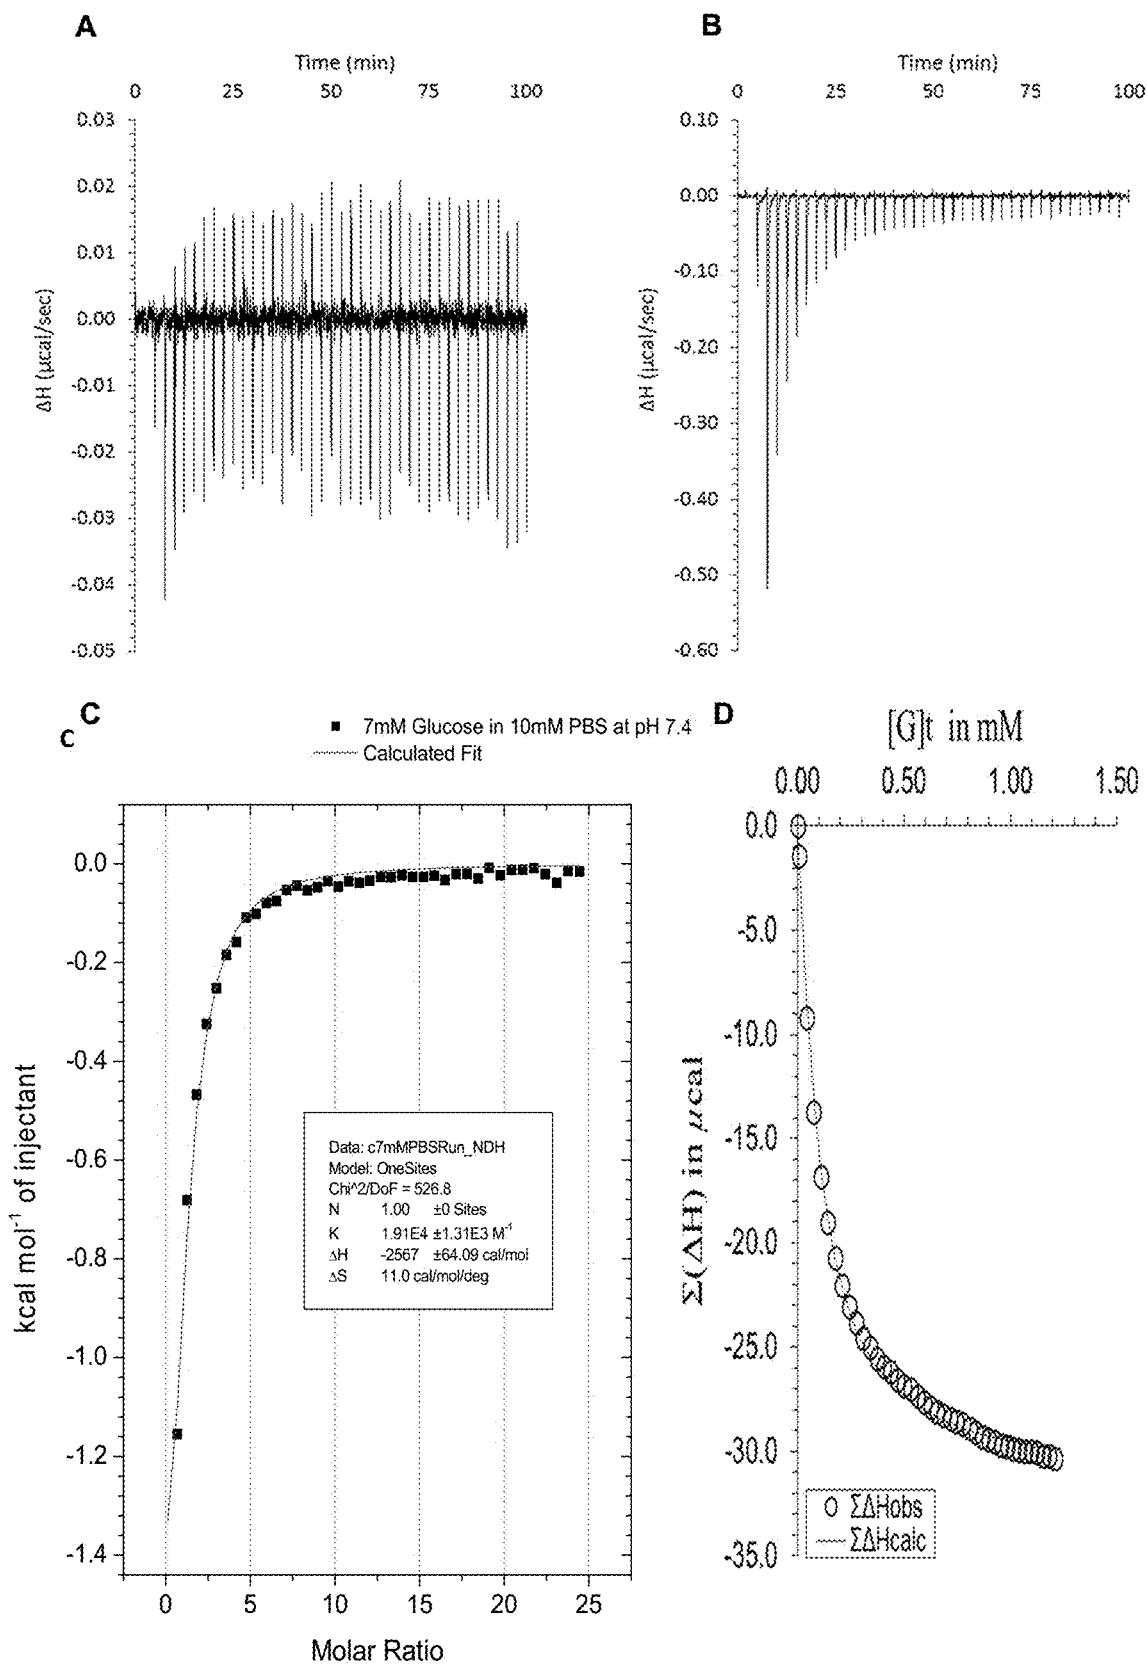 A
Time (min)
0 25 50 75 100
0.03
0.02
0.01
0.00
-0.01
-0.02
-0.03
-0.04
-0.05
ΔH (μcal/sec)
B
Time (min)
0 25 50 75 100
0.10
0.00
-0.10
-0.20
-0.30
-0.40
-0.50
-0.60
ΔH (μcal/sec)
C
C
7mM Glucose in 10mM PBS at pH 7.4
Calculated Fit
0.0
-0.2
-0.4
-0.6
-0.8
-1.0
-1.2
-1.4
kcal mol⁻¹ of injectant
Data: c7mMPBSRun_NDH
Model: OneSites
Chi^2/DoF = 526.8
N 1.00 ±0 Sites
K 1.91E4 ±1.31E3 M⁻¹
ΔH -2567 ±64.09 cal/mol
ΔS 11.0 cal/mol/deg
0 5 10 15 20 25
Molar Ratio
D
[G]t in mM
0.00 0.50 1.00 1.50
0.0
-5.0
-10.0
-15.0
-20.0
-25.0
-30.0
-35.0
Σ(ΔH) in μcal
ΣΔHobs
ΣΔHcalc